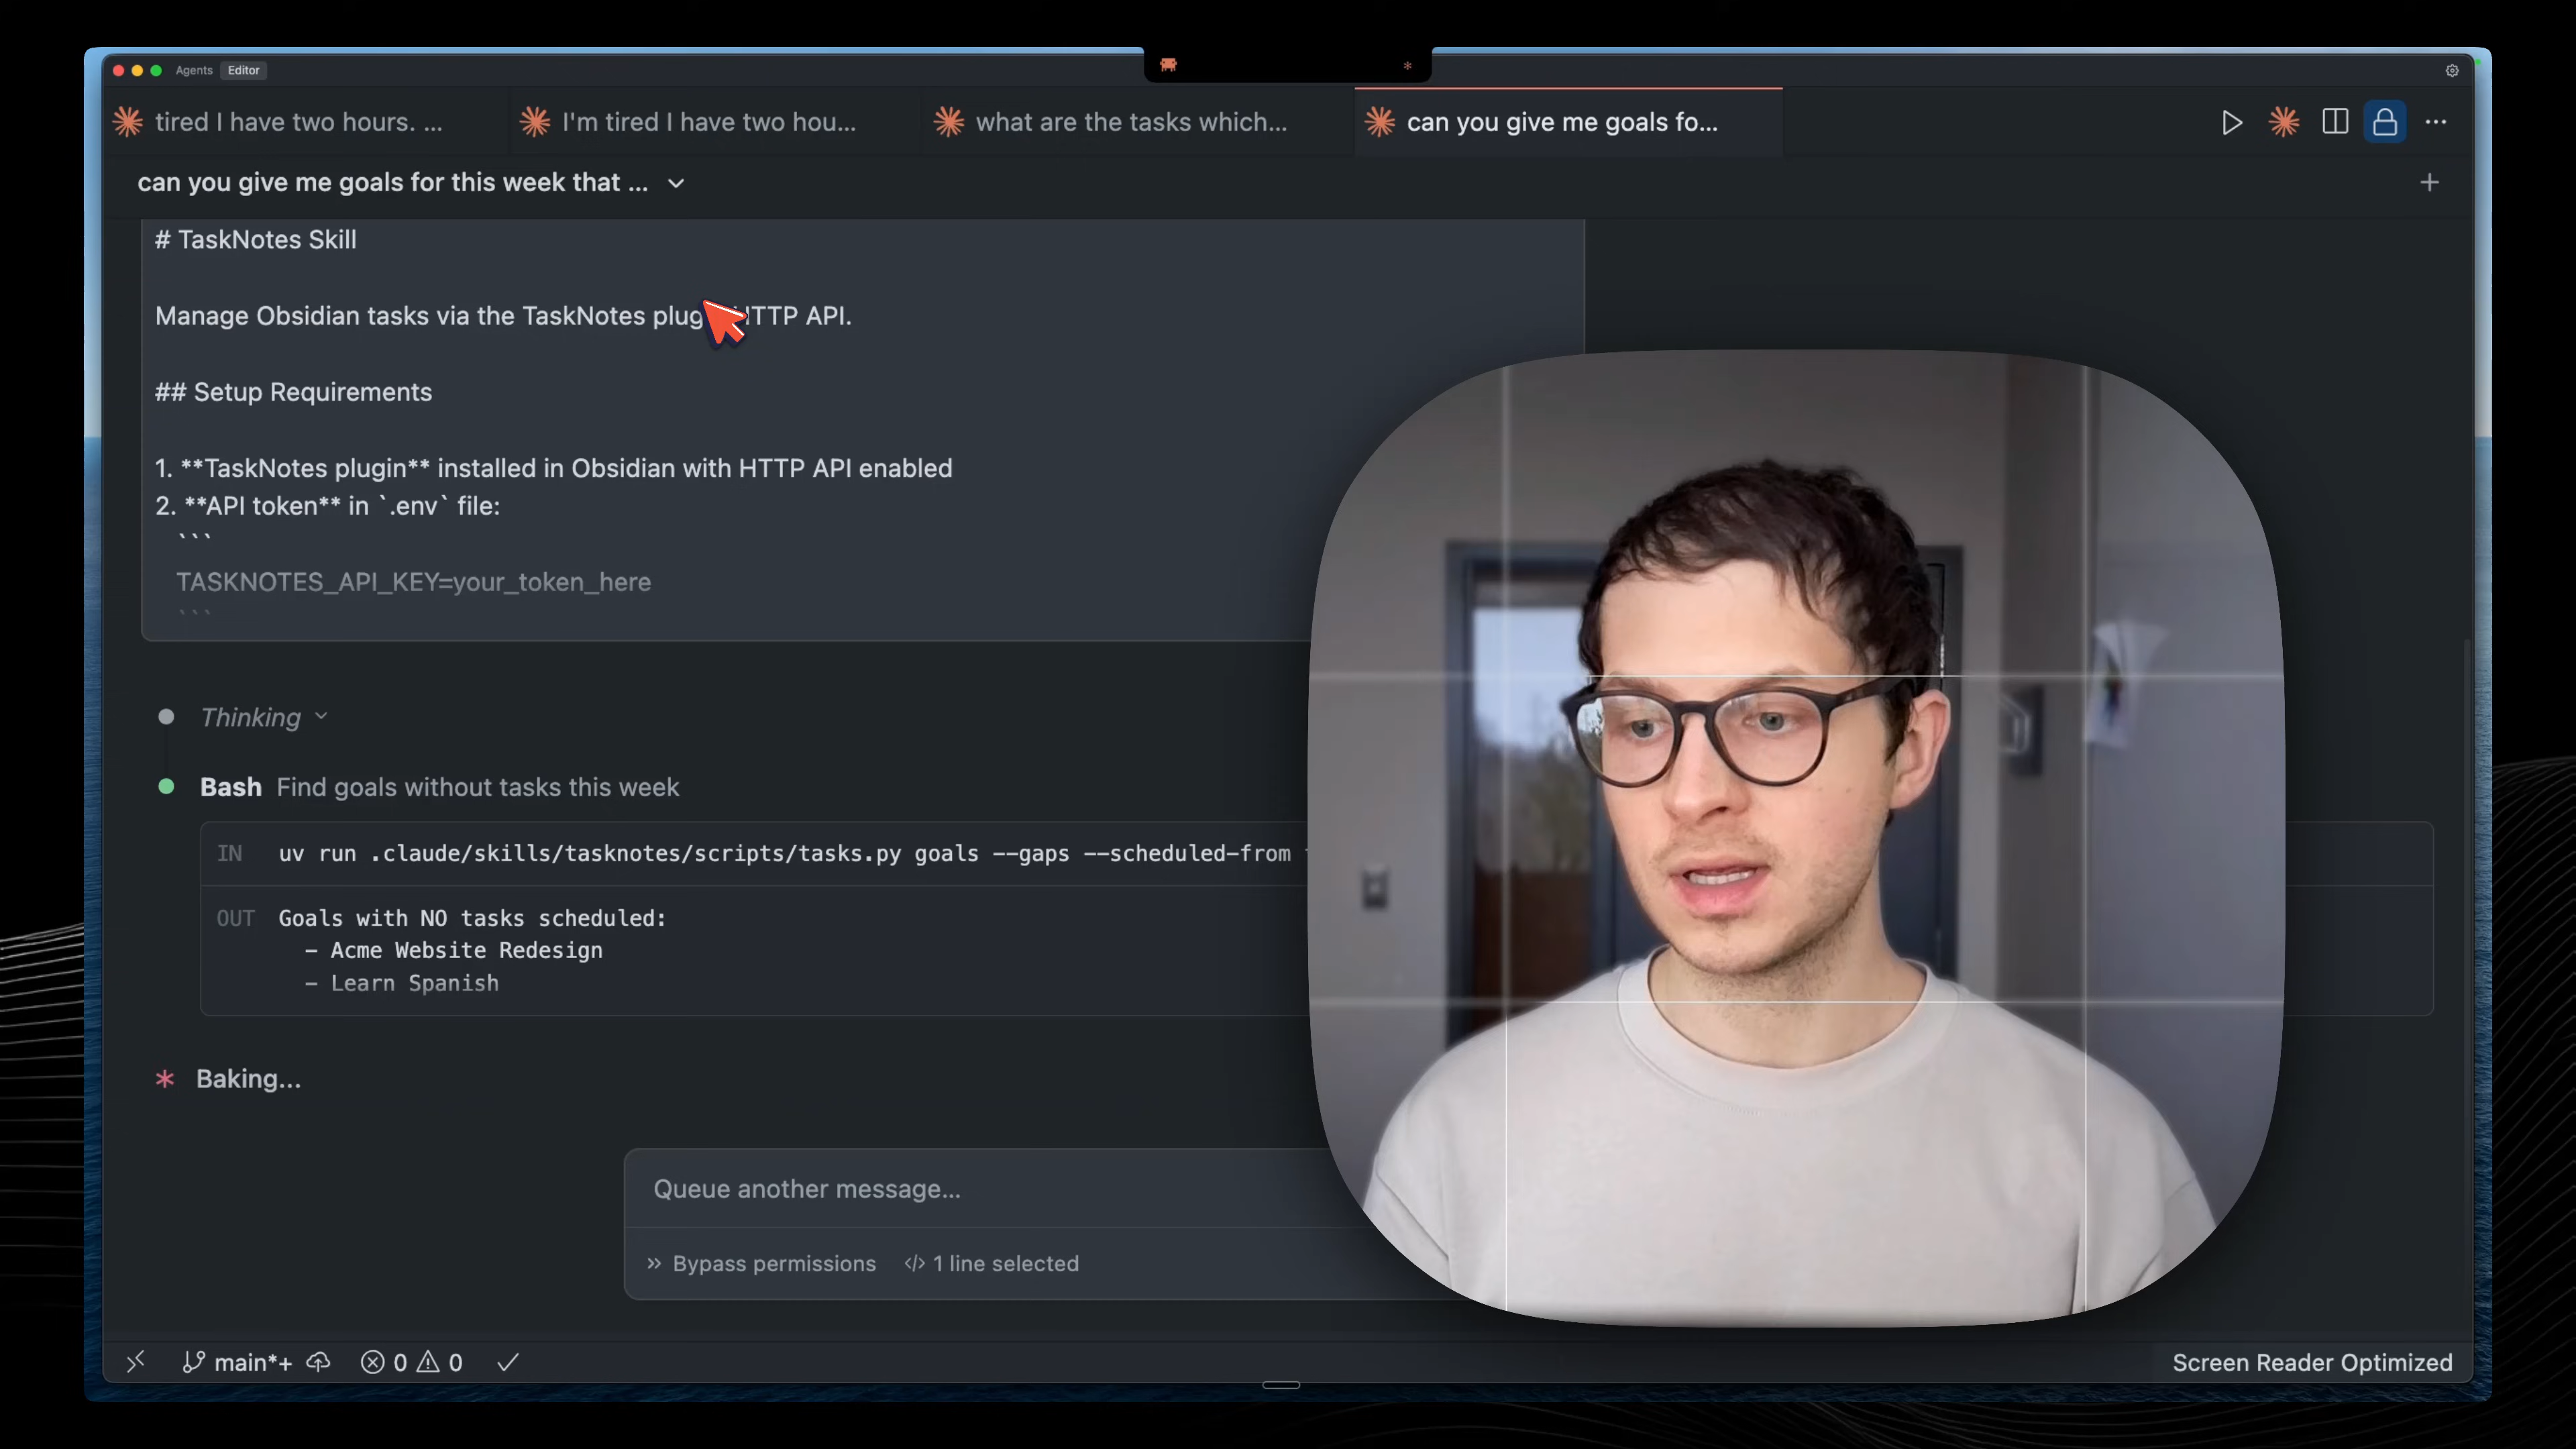 Agents Editor
tired I have two hours. ...
I'm tired I have two hou...
what are the tasks which...
can you give me goals fo...
can you give me goals for this week that ...
# TaskNotes Skill
Manage Obsidian tasks via the TaskNotes HTTP API.
## Setup Requirements
1. **TaskNotes plugin** installed in Obsidian with HTTP API enabled
2. **API token** in `.env` file:
```
TASKNOTES_API_KEY=your_token_here
```
Thinking
Bash Find goals without tasks this week
IN uv run .claude/skills/tasknotes/scripts/tasks.py goals --gaps --scheduled-from
OUT Goals with NO tasks scheduled:
- Acme Website Redesign
- Learn Spanish
* Baking...
Queue another message...
Bypass permissions </> 1 line selected
main*+ 0 0
Screen Reader Optimized